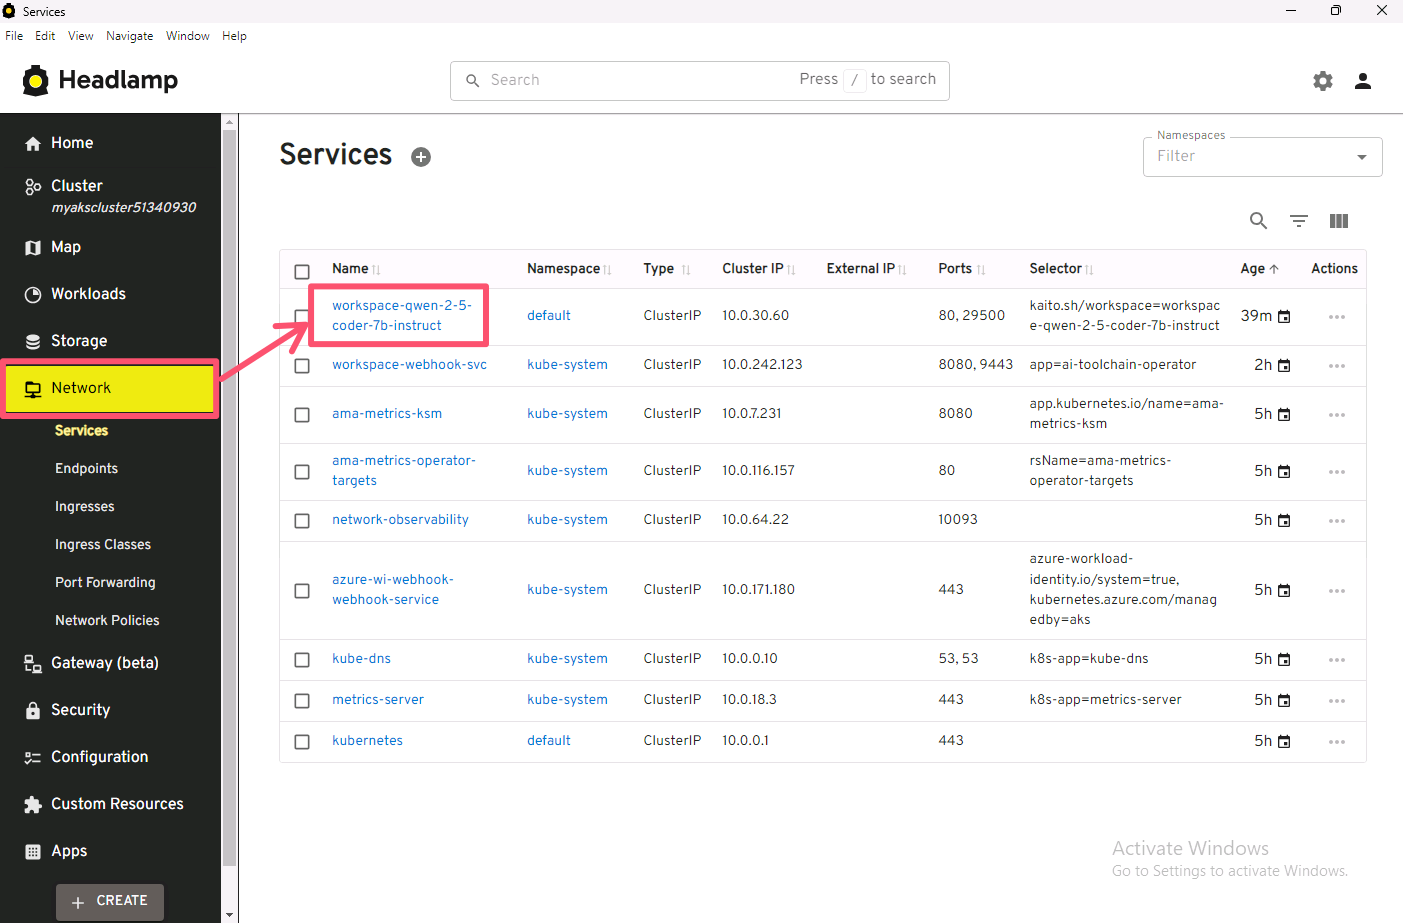 Services
File Edit View Navigate Window Help
Headlamp
Search Press / to search
Home
Cluster
myakscluster51340930
Map
Workloads
Storage
Network
Services
Endpoints
Ingresses
Ingress Classes
Port Forwarding
Network Policies
Gateway (beta)
Security
Configuration
Custom Resources
Apps
+ CREATE
Services
Namespaces
Filter
Name Namespace Type Cluster IP External IP Ports Selector Age Actions
workspace-qwen-2-5- kaito.sh/workspace=workspac
default ClusterIP 10.0.30.60 80, 29500 39m
coder-7b-instruct e-qwen-2-5-coder-7b-instruct
workspace-webhook-svc kube-system ClusterIP 10.0.242.123 8080, 9443 app=ai-toolchain-operator 2h
app.kubernetes.io/name=ama-
ama-metrics-ksm kube-system ClusterIP 10.0.7.231 8080 5h
metrics-ksm
ama-metrics-operator- rsName=ama-metrics-
kube-system ClusterIP 10.0.116.157 80 5h
targets operator-targets
network-observability kube-system ClusterIP 10.0.64.22 10093 5h
azure-workload-
azure-wi-webhook- identity.io/system=true,
kube-system ClusterIP 10.0.171.180 443 5h
webhook-service kubernetes.azure.com/manag
edby=aks
kube-dns kube-system ClusterIP 10.0.0.10 53, 53 k8s-app=kube-dns 5h
metrics-server kube-system ClusterIP 10.0.18.3 443 k8s-app=metrics-server 5h
kubernetes default ClusterIP 10.0.0.1 443 5h
Activate Windows
Go to Settings to activate Windows.